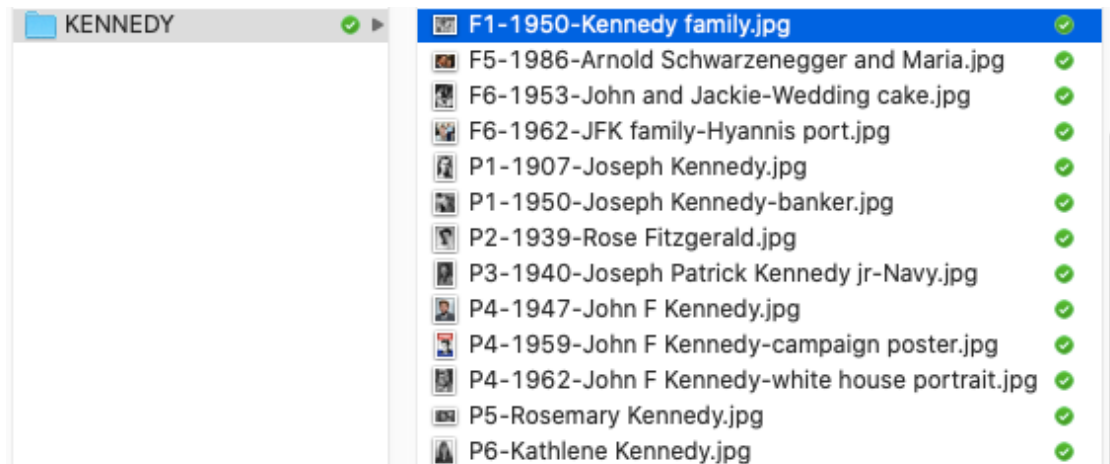 KENNEDY
F1-1950-Kennedy family.jpg
F5-1986-Arnold Schwarzenegger and Maria.jpg
F6-1953-John and Jackie-Wedding cake.jpg
F6-1962-JFK family-Hyannis port.jpg
P1-1907-Joseph Kennedy.jpg
P1-1950-Joseph Kennedy-banker.jpg
P2-1939-Rose Fitzgerald.jpg
P3-1940-Joseph Patrick Kennedy jr-Navy.jpg
P4-1947-John F Kennedy.jpg
P4-1959-John F Kennedy-campaign poster.jpg
P4-1962-John F Kennedy-white house portrait.jpg
P5-Rosemary Kennedy.jpg
P6-Kathlene Kennedy.jpg